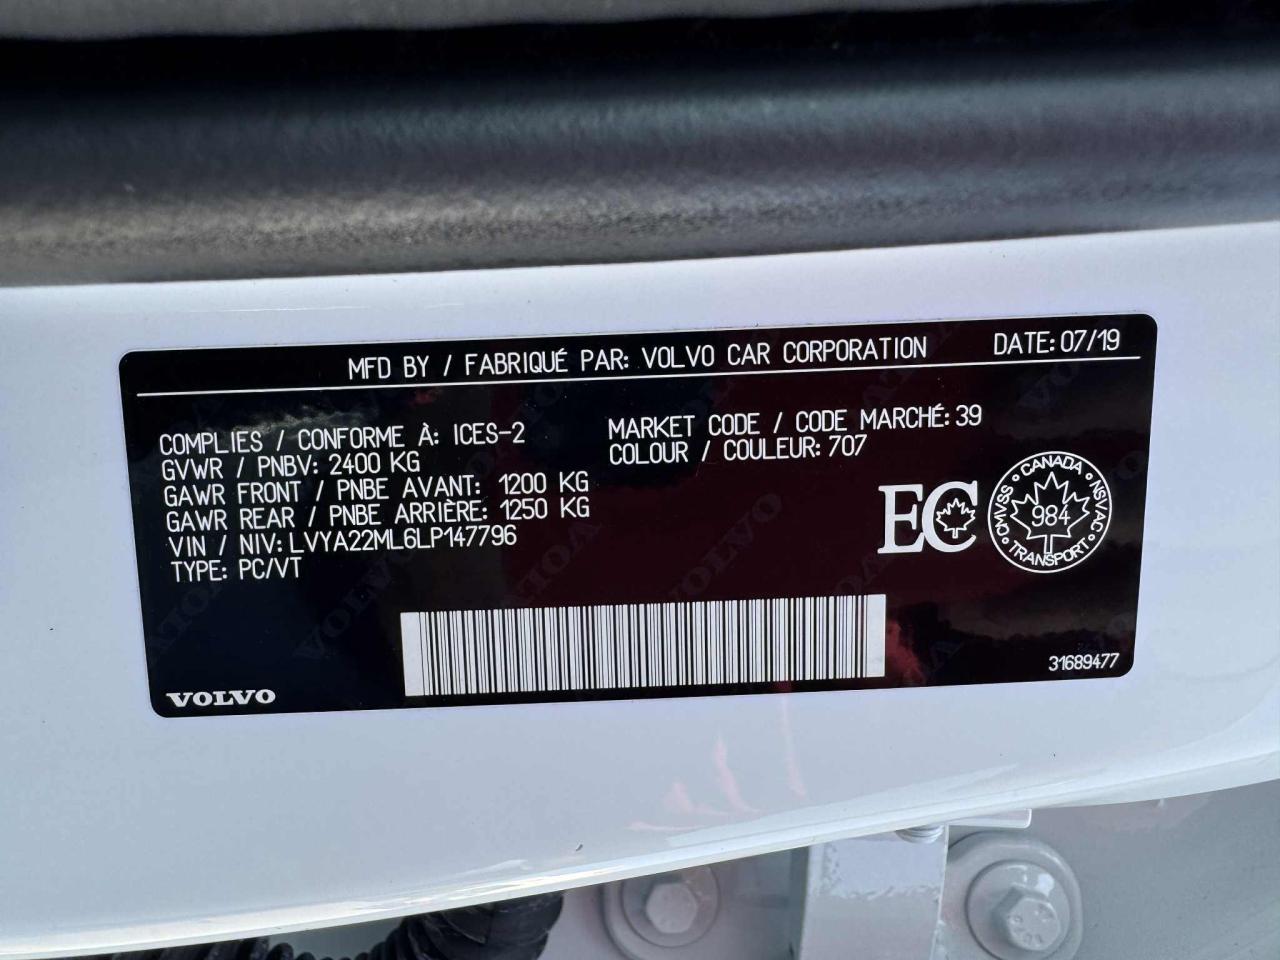 MFD BY / FABRIQUÉ PAR: VOLVO CAR CORPORATION DATE: 07/19
COMPLIES / CONFORME À: ICES-2 MARKET CODE / CODE MARCHÉ: 39
GVWR / PNBV: 2400 KG COLOUR / COULEUR: 707
GAWR FRONT / PNBE AVANT: 1200 KG
GAWR REAR / PNBE ARRIÈRE: 1250 KG
VIN / NIV: LVYA22ML6LP147796
TYPE: PC/VT
EC
CANADA
CMVSS 984 NSVAC
TRANSPORT
31689477
VOLVO